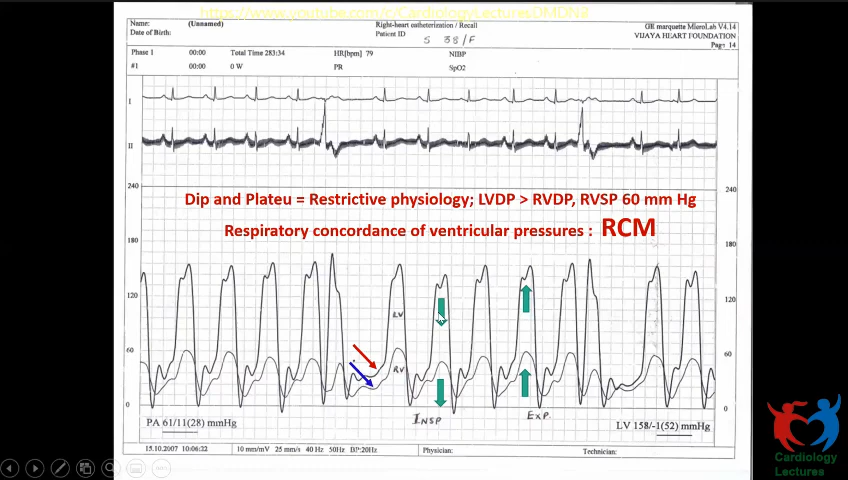 https://www.youtube.com/c/CardiologyLecturesDMDNB
Name: (Unnamed) Right-heart catheterization / Recall GE marquette MicroLab V4.14
Date of Birth: Patient ID S 38/F VIJAYA HEART FOUNDATION
Page 14
Phase 1 00:00 Total Time 283:34 HR[bpm] 79 NIBP
#1 00:00 0 W PR SpO2
I
II
240 240
Dip and Plateu = Restrictive physiology; LVDP > RVDP, RVSP 60 mm Hg
Respiratory concordance of ventricular pressures : RCM
180 180
120 120
LV
60 60
RV
0 0
INSP EXP
PA 61/11(28) mmHg LV 158/-1(52) mmHg
15.10.2007 10:06:22 10 mm/mV 25 mm/s 40 Hz 50Hz Physician: Technician:
Cardiology
Lectures